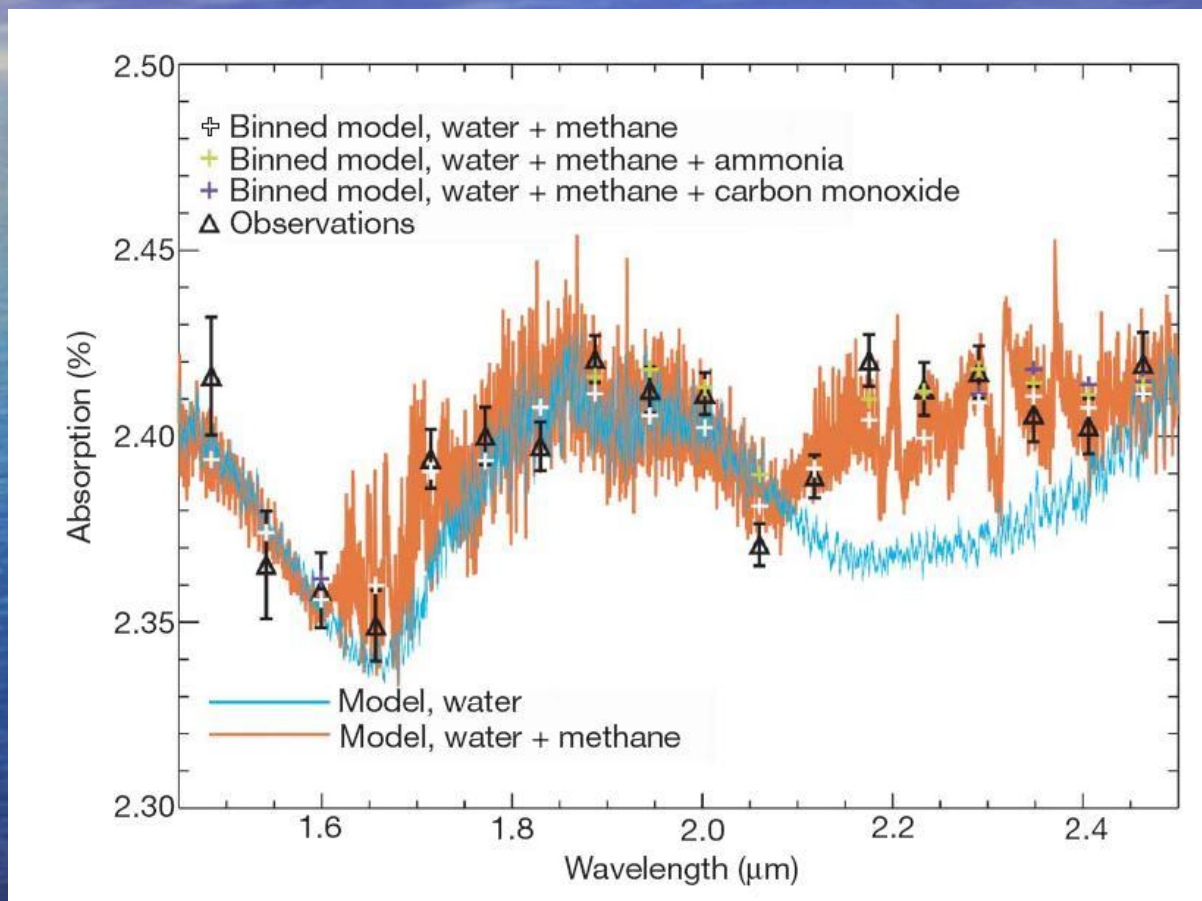 2.50
Binned model, water + methane
Binned model, water + methane + ammonia
Binned model, water + methane + carbon monoxide
Observations
2.45
Absorption (%)
2.40
2.35
Model, water
Model, water + methane
2.30
1.6 1.8 2.0 2.2 2.4
Wavelength (μm)